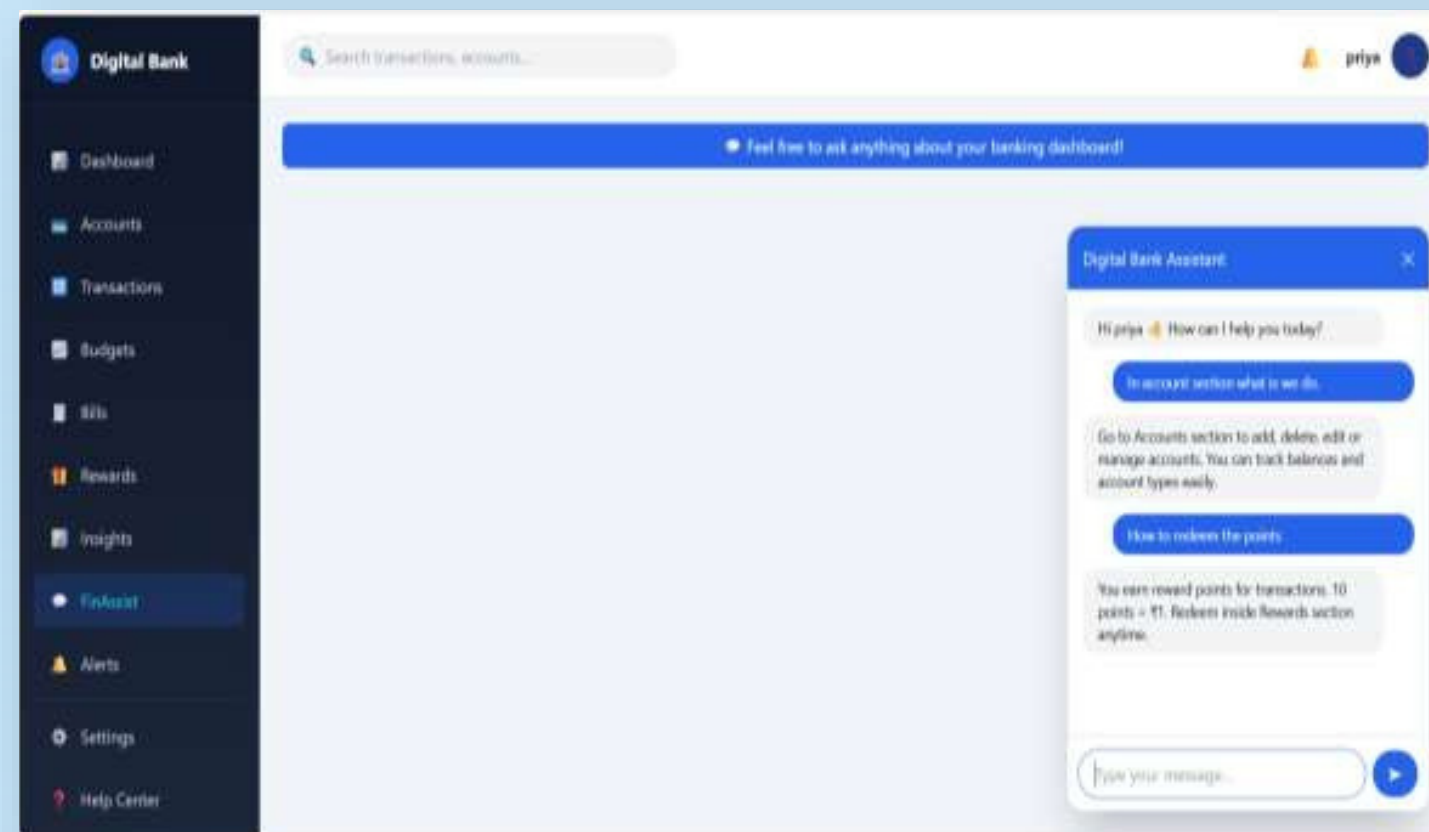 Digital Bank
Search transactions, accounts...
priya
Feel free to ask anything about your banking dashboard!
Dashboard
Accounts
Transactions
Budgets
Bills
Rewards
Insights
FinAssist
Alerts
Settings
Help Center
Digital Bank Assistant
Hi priya 👋 How can I help you today?
In account section what is we do.
Go to Accounts section to add, delete, edit or
manage accounts. You can track balances and
account types easily.
How to redeem the points
You earn reward points for transactions. 10
points = ₹1. Redeem inside Rewards section
anytime.
Type your message...